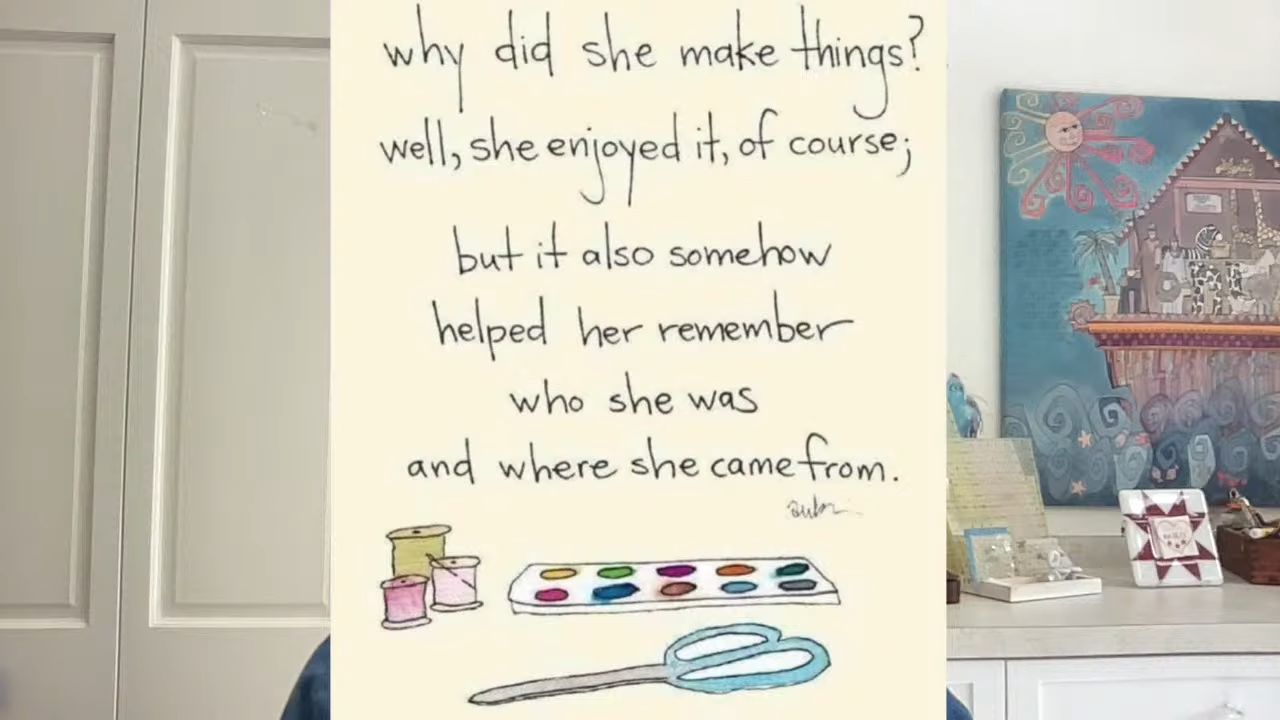 why did she make things?
well, she enjoyed it, of course;
but it also somehow
helped her remember
who she was
and where she came from.